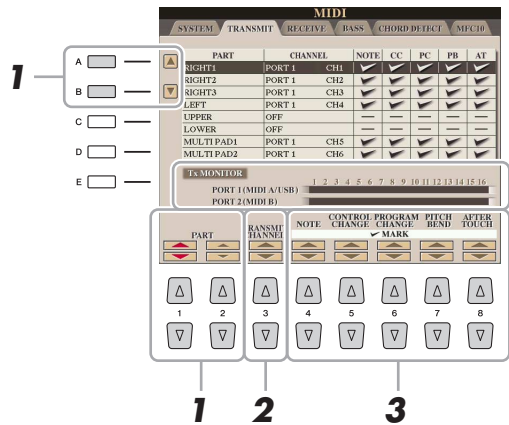 MIDI
SYSTEM TRANSMIT RECEIVE BASS CHORD DETECT MFC10
PART CHANNEL NOTE CC PC PB AT
RIGHT1 PORT 1 CH1 ✓ ✓ ✓ ✓ ✓
RIGHT2 PORT 1 CH2 ✓ ✓ ✓ ✓ ✓
RIGHT3 PORT 1 CH3 ✓ ✓ ✓ ✓ ✓
LEFT PORT 1 CH4 ✓ ✓ ✓ ✓ ✓
UPPER OFF — — — — —
LOWER OFF — — — — —
MULTI PAD1 PORT 1 CH5 ✓ ✓ ✓ ✓ ✓
MULTI PAD2 PORT 1 CH6 ✓ ✓ ✓ ✓ ✓
1
A
B
C
D
E
Tx MONITOR
1 2 3 4 5 6 7 8 9 10 11 12 13 14 15 16
PORT 1 (MIDI A/USB)
PORT 2 (MIDI B)
PART
RANSMIT
HANNEL
NOTE
CONTROL CHANGE
PROGRAM CHANGE
PITCH BEND
AFTER TOUCH
✓ MARK
1 2 3 4 5 6 7 8
1 2 3